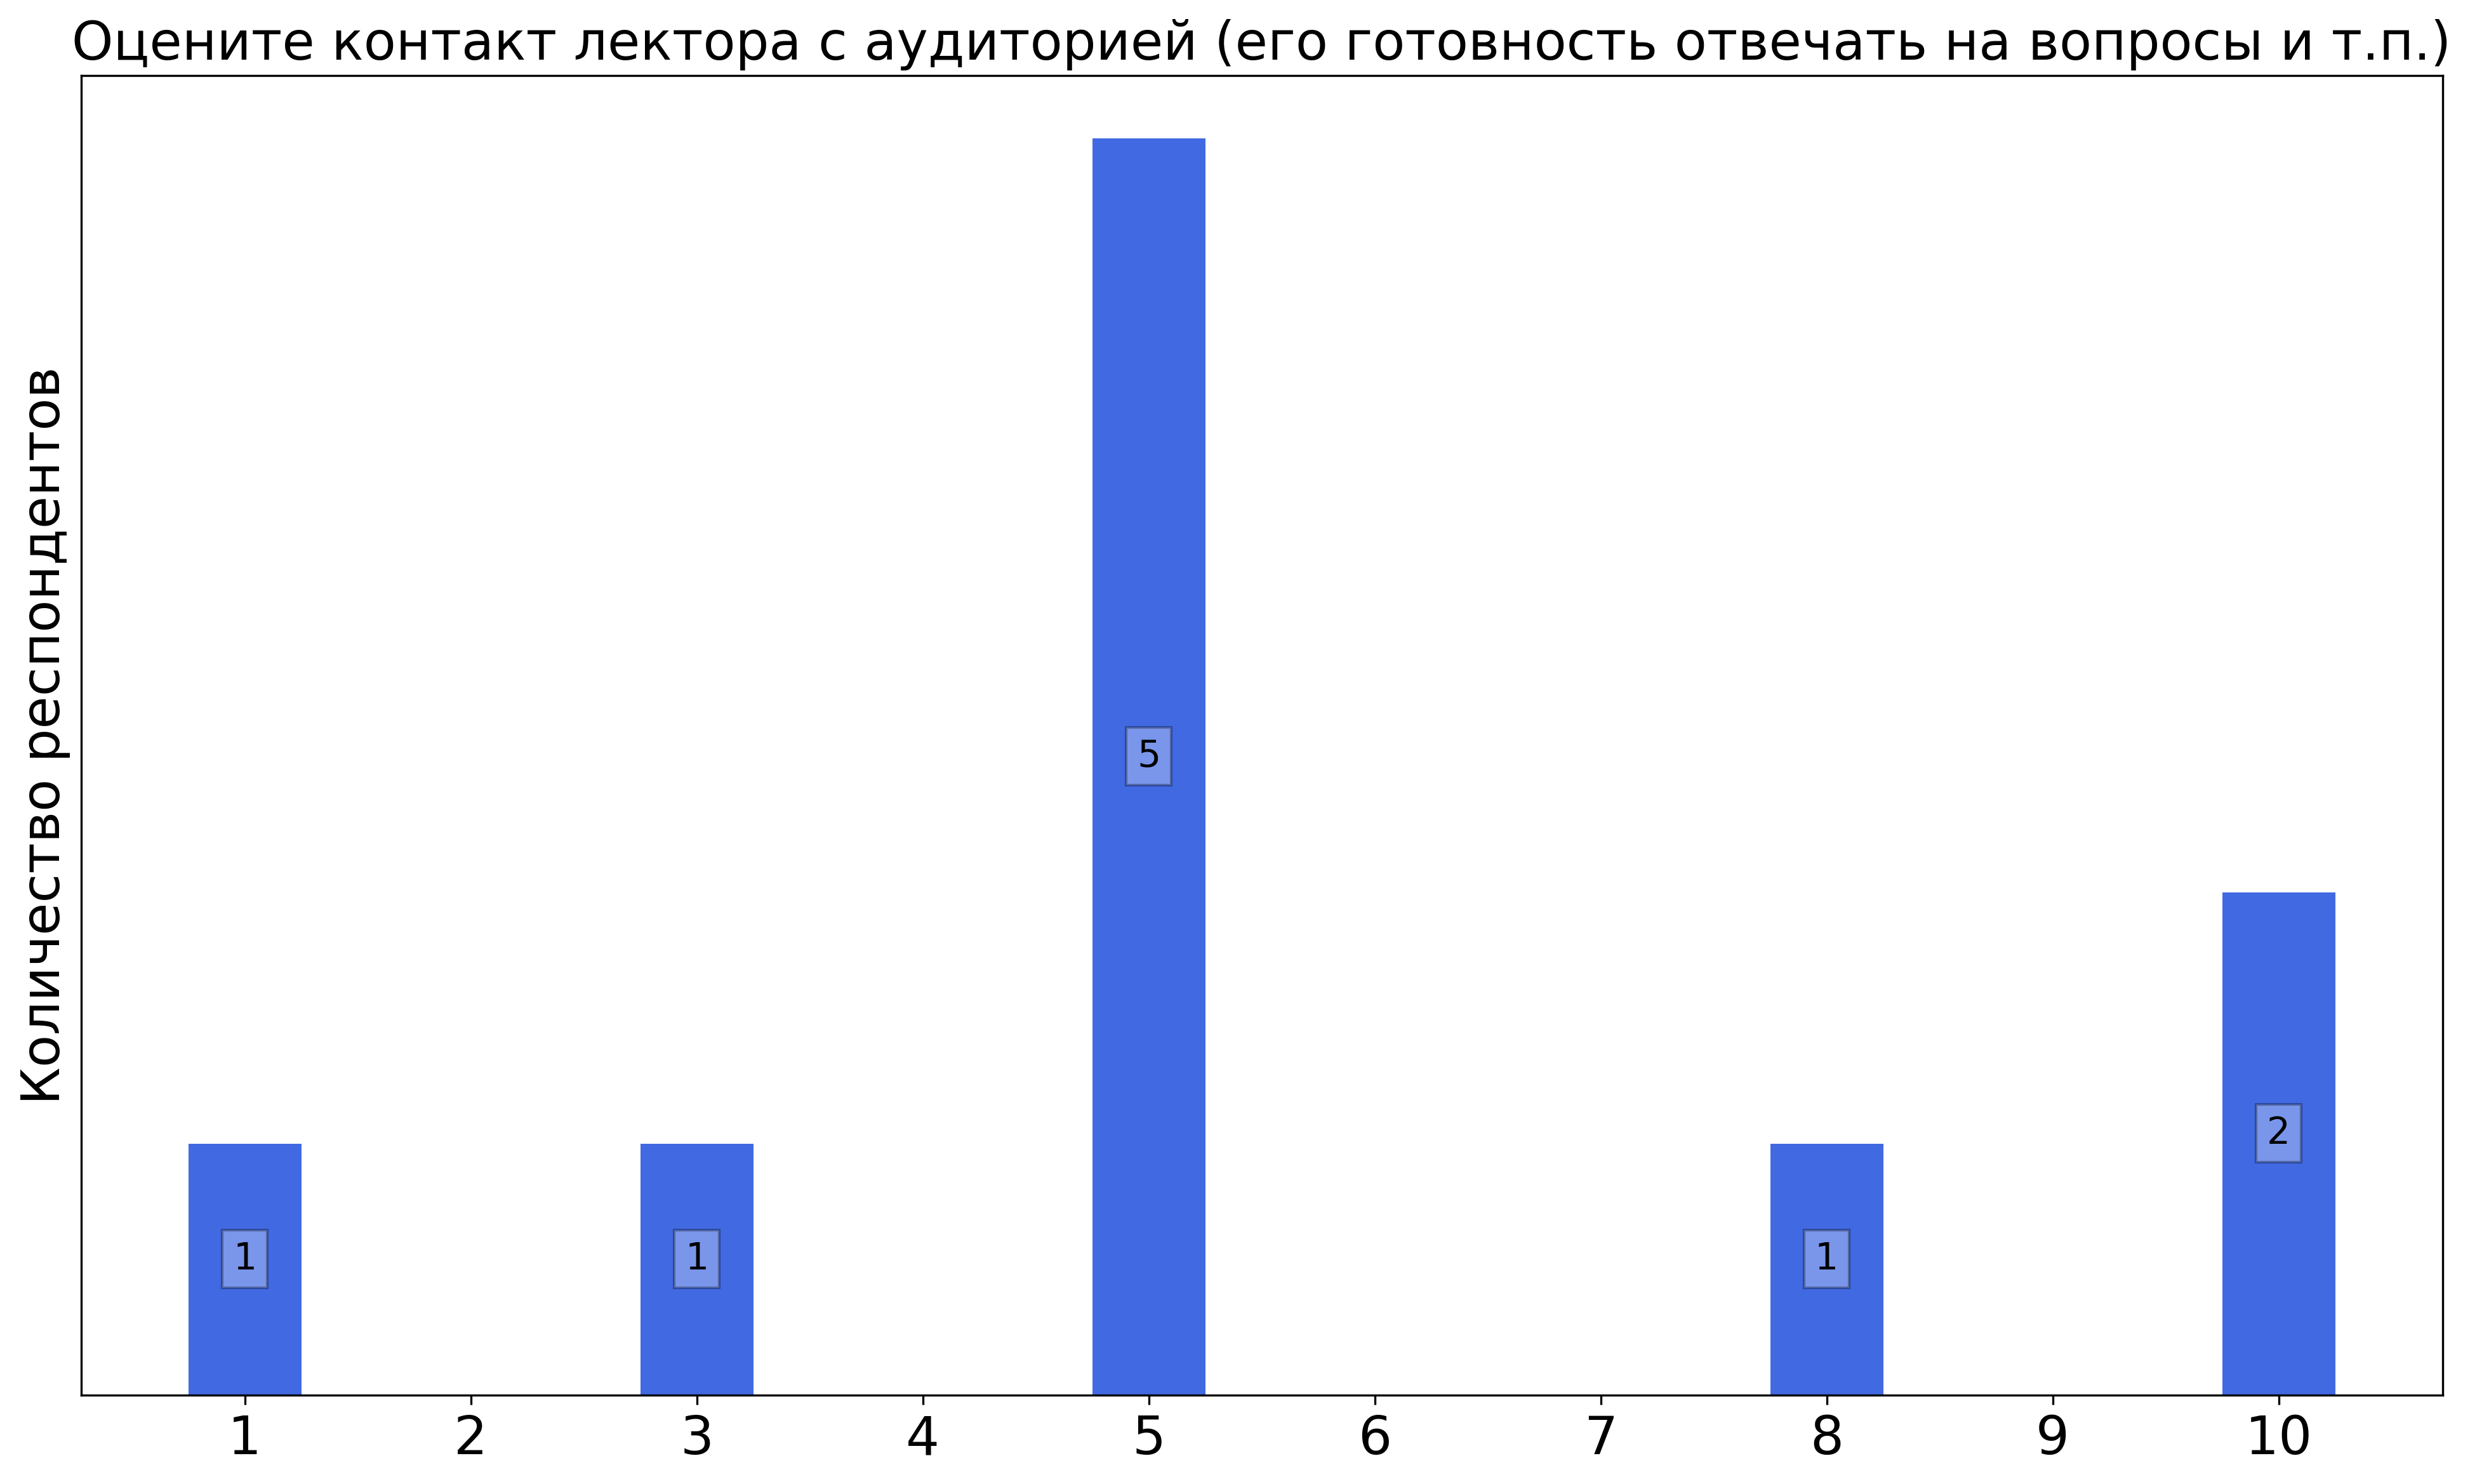 Оцените контакт лектора с аудиторией (его готовность отвечать на вопросы и т.п.)
Количество респондентов
5
2
1
1
1
1 2 3 4 5 6 7 8 9 10